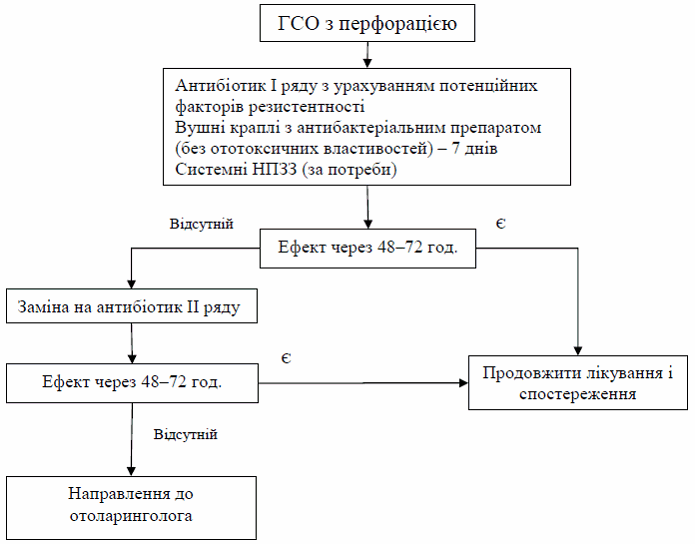 ГСО з перфорацією
Антибіотик І ряду з урахуванням потенційних
факторів резистентності
Вушні краплі з антибактеріальним препаратом
(без ототоксичних властивостей) – 7 днів
Системні НПЗЗ (за потреби)
Відсутній
Є
Ефект через 48–72 год.
Заміна на антибіотик ІІ ряду
Є
Ефект через 48–72 год.
Продовжити лікування і
спостереження
Відсутній
Направлення до
отоларинголога